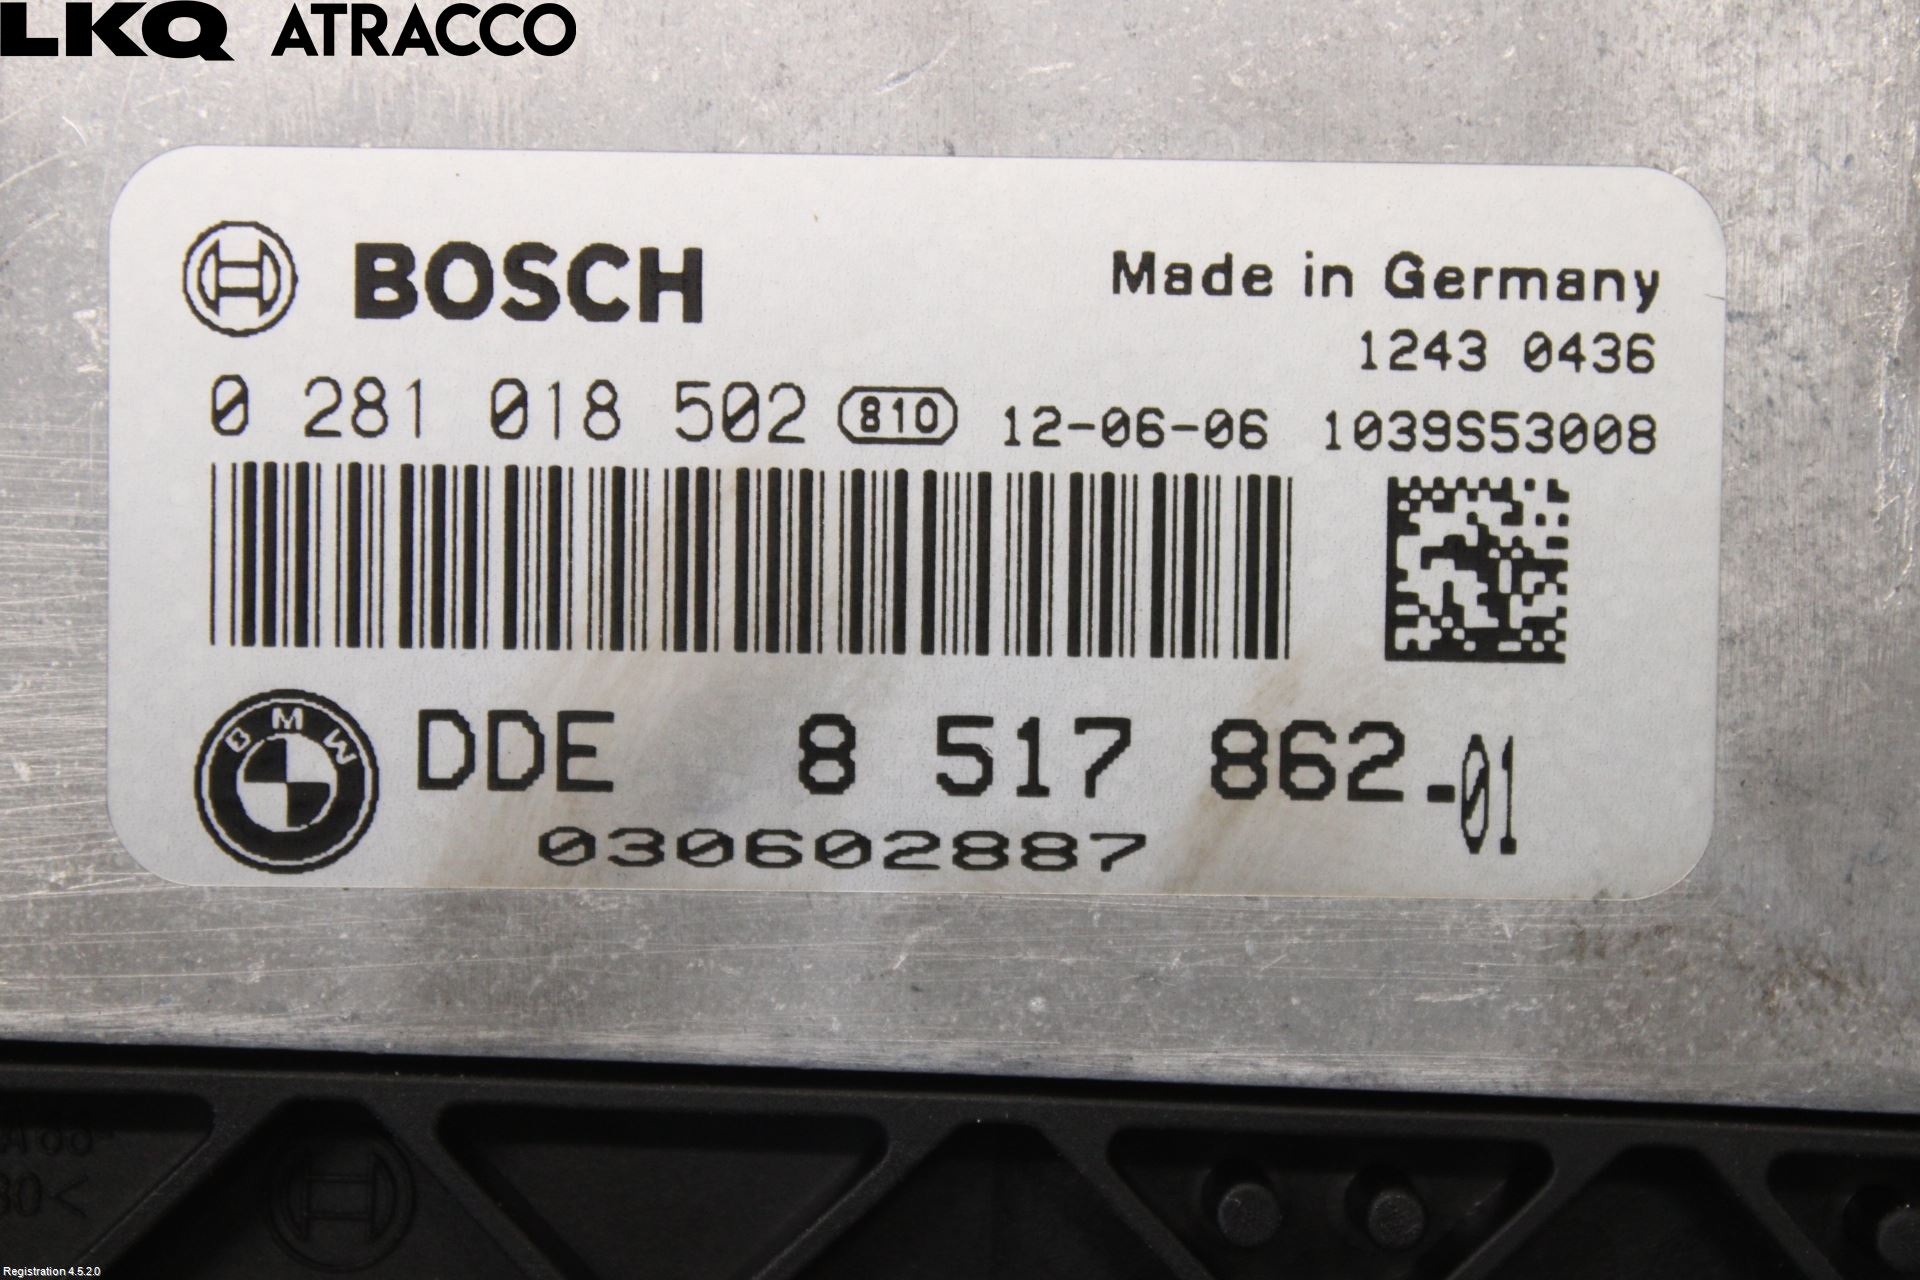 LKQ ATRACCO
BOSCH
Made in Germany
1243 0436
0 281 018 502 810 12-06-06 1039S53008
BMW DDE 8 517 862.-01
030602887
Registration 4.5.2.0